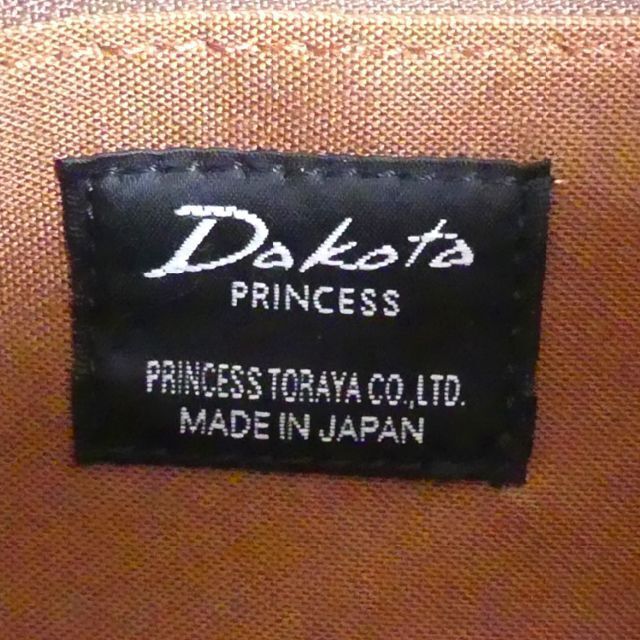 Dakota
PRINCESS
PRINCESS TORAYA CO.,LTD.
MADE IN JAPAN